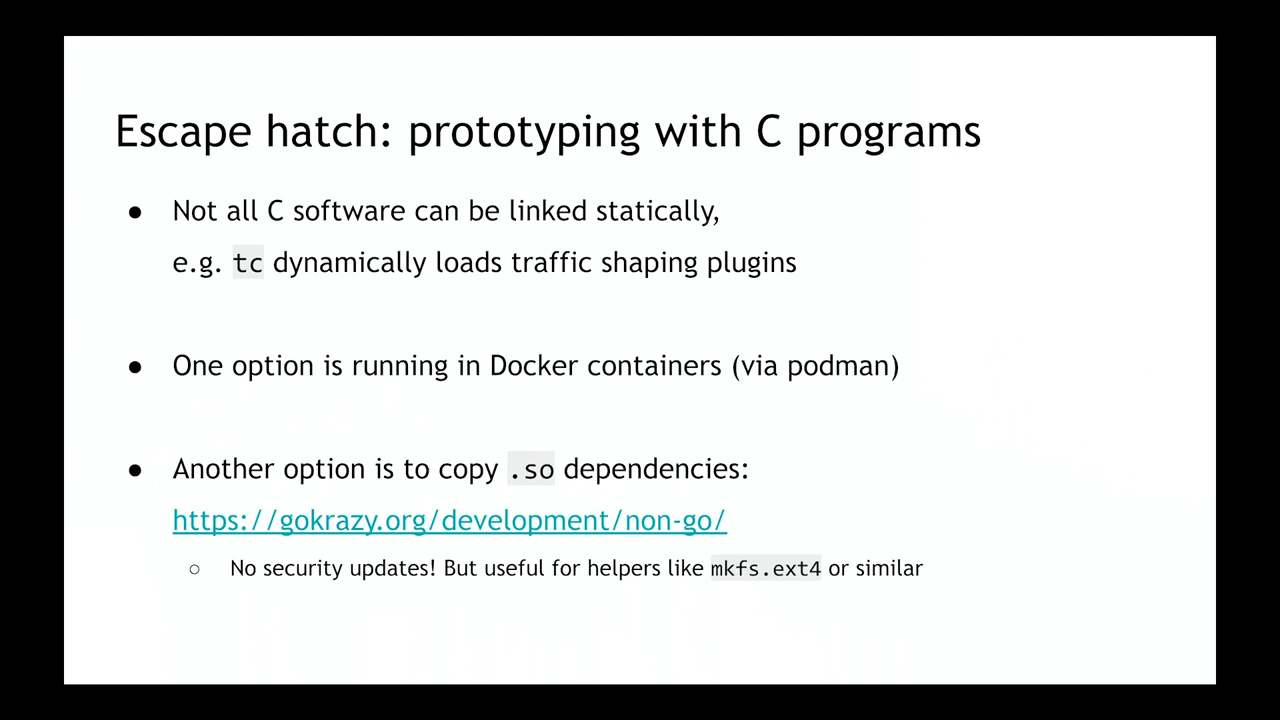 Escape hatch: prototyping with C programs
● Not all C software can be linked statically,
e.g. tc dynamically loads traffic shaping plugins
● One option is running in Docker containers (via podman)
● Another option is to copy .so dependencies:
https://gokrazy.org/development/non-go/
○ No security updates! But useful for helpers like mkfs.ext4 or similar